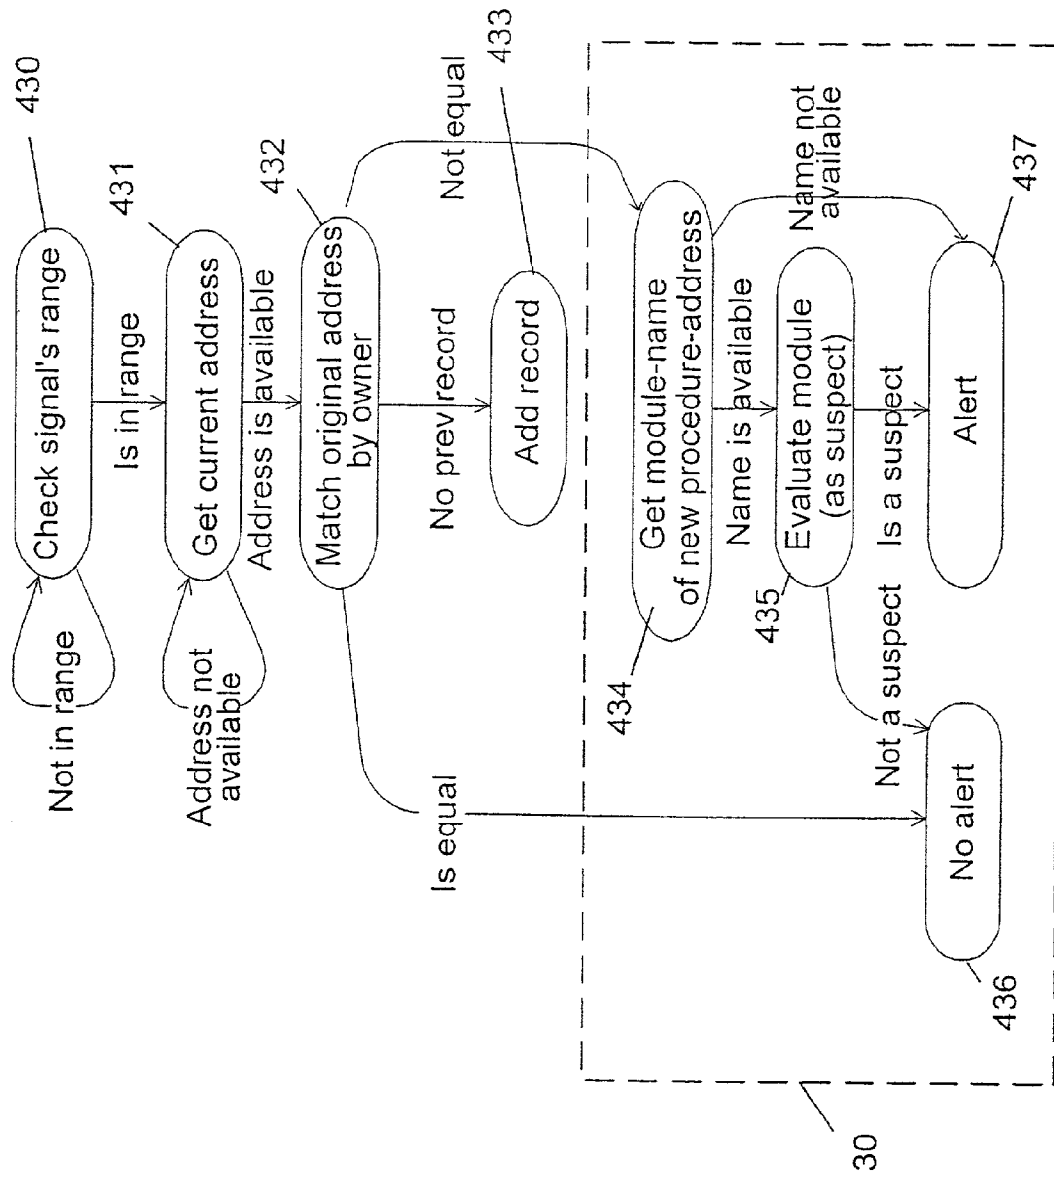 430
Check signal's range
Not in range
Is in range
431
Get current address
Address not
available
Address is available
432
Match original address
by owner
Is equal
No prev record
Not equal
433
Add record
434
Get module-name
of new procedure-address
Name is available
Name not
available
435
Evaluate module
(as suspect)
Not a suspect
Is a suspect
436
No alert
437
Alert
30